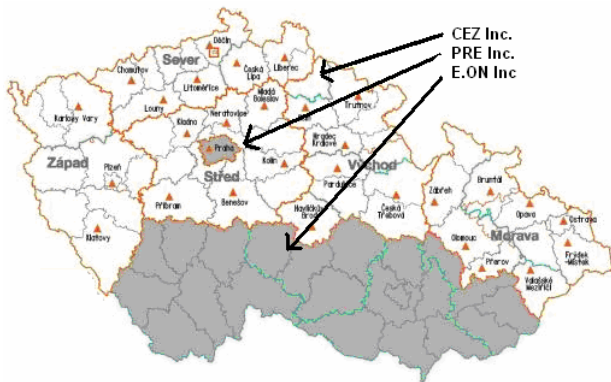 CEZ Inc.
PRE Inc.
E.ON Inc
Děčín
Sever
Liberec
Chomutov
Česká
Lípa
Litoměřice
Mladá
Boleslav
Louny
Neratovice
Trutnov
Karlovy Vary
Kladno
Praha
Hradec
Králové
Západ
Plzeň
Kolín
Východ
Střed
Pardubice
Zábřeh
Bruntál
Příbram
Benešov
Havlíčkův
Brod
Česká
Třebová
Opava
Ostrava
Klatovy
Olomouc
Morava
Frýdek
-Místek
Přerov
Valašské
Meziříčí